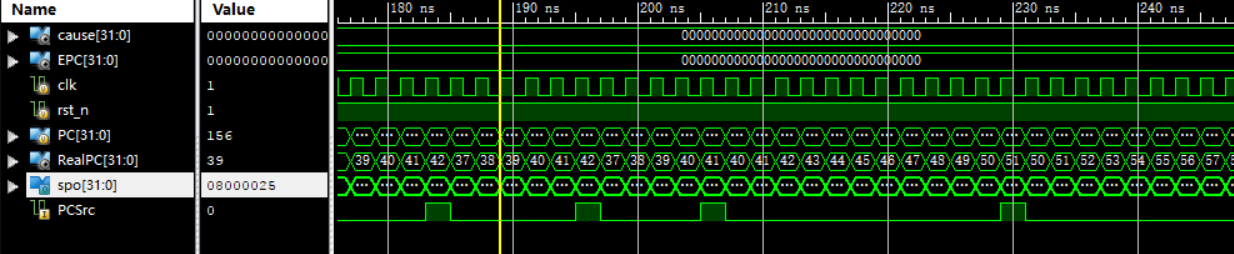 Name Value 180 ns 190 ns 200 ns 210 ns 220 ns 230 ns 240 ns
cause[31:0] 00000000000000 00000000000000000000000000000000
EPC[31:0] 00000000000000 00000000000000000000000000000000
clk 1
rst_n 1
PC[31:0] 156
RealPC[31:0] 39 39 40 41 42 37 38 39 40 41 42 37 38 39 40 41 40 41 42 43 44 45 46 47 48 49 50 51 50 51 52 53 54 55 56 57
spo[31:0] 08000025
PCSrc 0